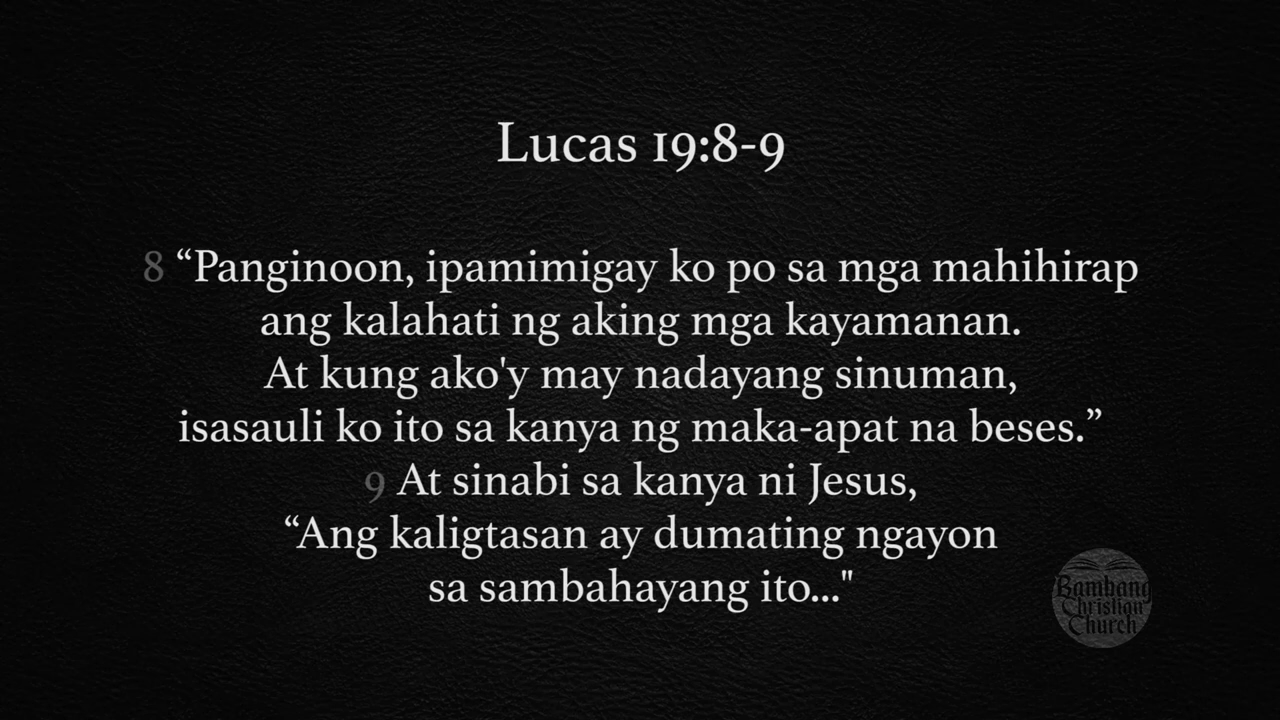 Lucas 19:8-9
8 “Panginoon, ipamimigay ko po sa mga mahihirap
ang kalahati ng aking mga kayamanan.
At kung ako'y may nadayang sinuman,
isasauli ko ito sa kanya ng maka-apat na beses.”
9 At sinabi sa kanya ni Jesus,
“Ang kaligtasan ay dumating ngayon
sa sambahayang ito..."
Bambang
Christian
Church